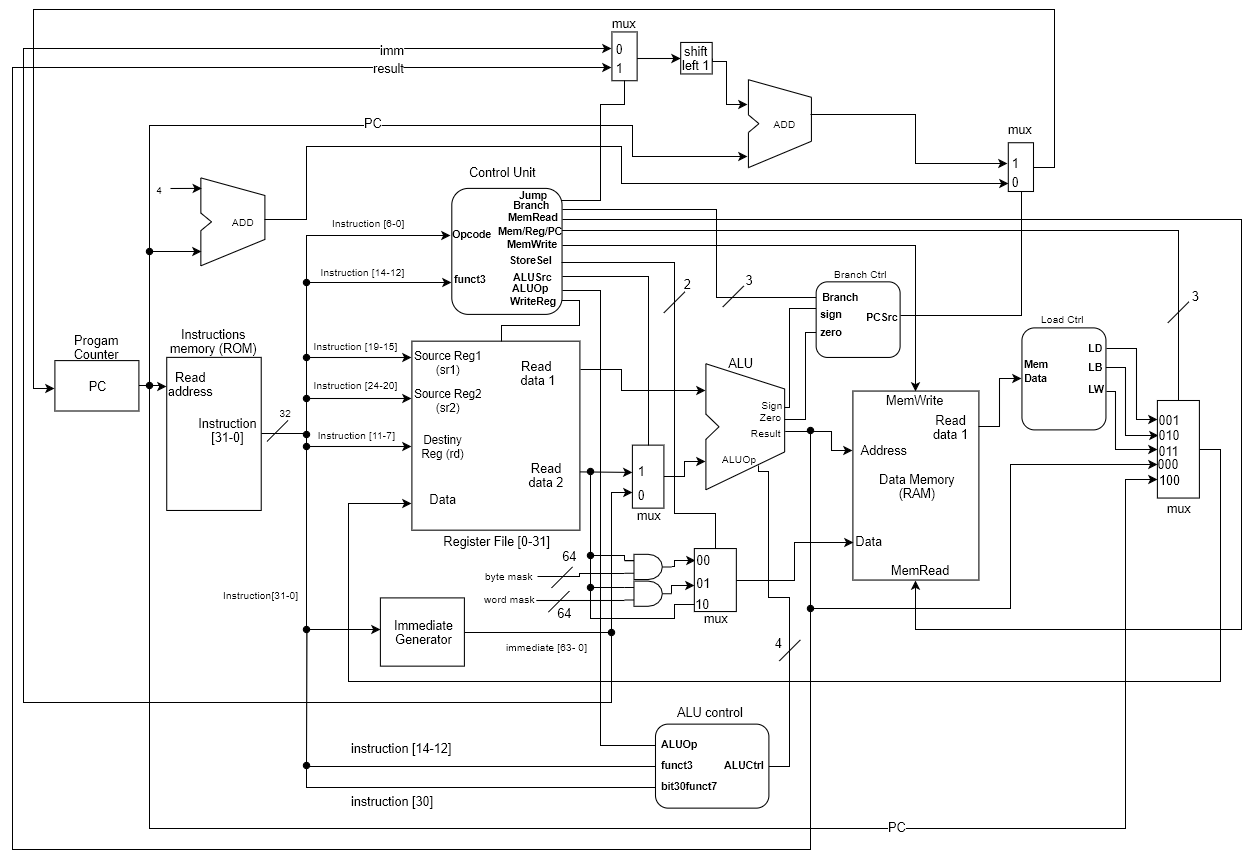 mux
imm
0
result
1
shift
left 1
PC
ADD
mux
1
0
4
ADD
Control Unit
Instruction [6-0]
Opcode
Instruction [14-12]
funct3
Jump
Branch
MemRead
Mem/Reg/PC
MemWrite
StoreSel
ALUSrc
ALUOp
WriteReg
2
3
Branch Ctrl
Branch
sign
zero
PCSrc
3
Progam
Counter
PC
Instructions
memory (ROM)
Read
address
Instruction
[31-0]
32
Instruction [19-15]
Instruction [24-20]
Instruction [11-7]
Source Reg1
(sr1)
Source Reg2
(sr2)
Destiny
Reg (rd)
Data
Read
data 1
Read
data 2
Register File [0-31]
1
0
mux
ALU
Sign
Zero
Result
ALUOp
MemWrite
Read
data 1
Address
Data Memory
(RAM)
Data
MemRead
Load Ctrl
Mem
Data
LD
LB
LW
001
010
011
000
100
mux
64
byte mask
word mask
64
00
01
10
mux
Instruction[31-0]
Immediate
Generator
immediate [63- 0]
4
ALU control
ALUOp
funct3
bit30funct7
ALUCtrl
instruction [14-12]
instruction [30]
PC